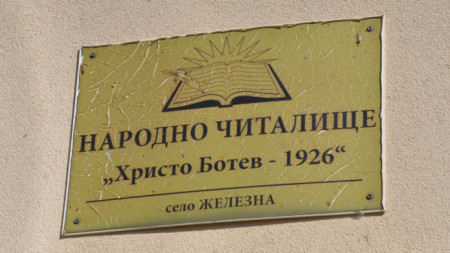 НАРОДНО ЧИТАЛИЩЕ
„Христо Ботев - 1926“
село ЖЕЛЕЗНА